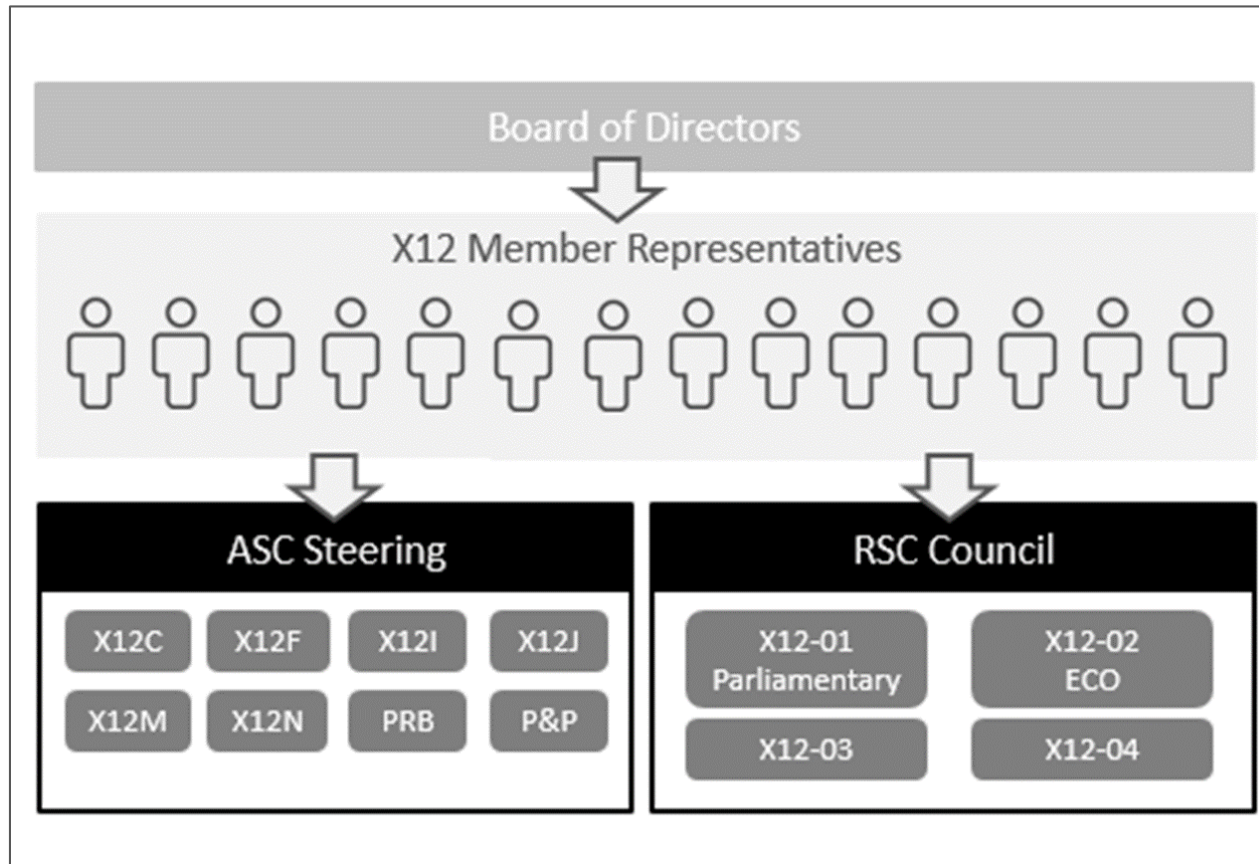 Board of Directors
X12 Member Representatives
ASC Steering
RSC Council
X12C
X12F
X12I
X12J
X12M
X12N
PRB
P&P
X12-01
Parliamentary
X12-02
ECO
X12-03
X12-04